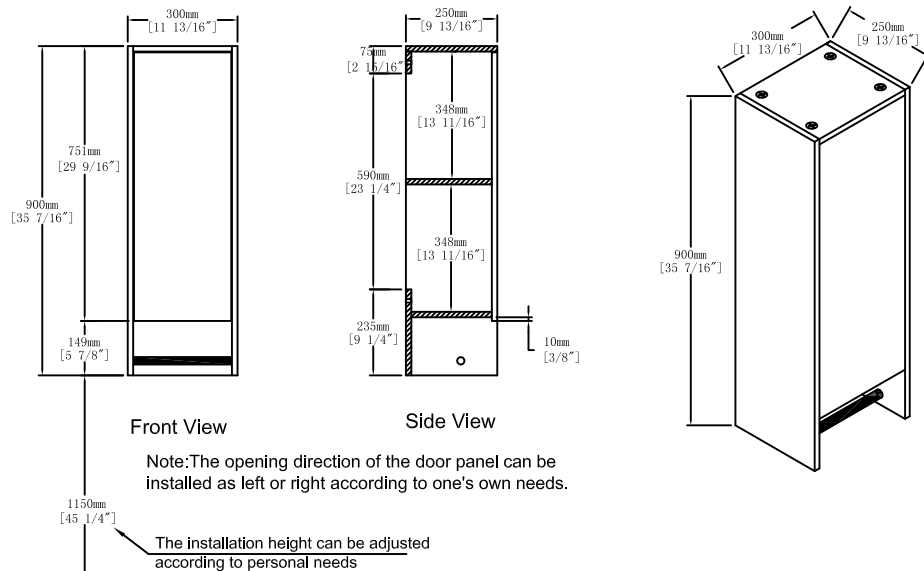 300mm
[11 13/16"]
751mm
[29 9/16"]
900mm
[35 7/16"]
149mm
[5 7/8"]
Front View
250mm
[9 13/16"]
75mm
[2 15/16"]
348mm
[13 11/16"]
590mm
[23 1/4"]
348mm
[13 11/16"]
235mm
[9 1/4"]
10mm
[3/8"]
Side View
300mm
[11 13/16"]
250mm
[9 13/16"]
900mm
[35 7/16"]
Note:The opening direction of the door panel can be
installed as left or right according to one's own needs.
1150mm
[45 1/4"]
The installation height can be adjusted
according to personal needs